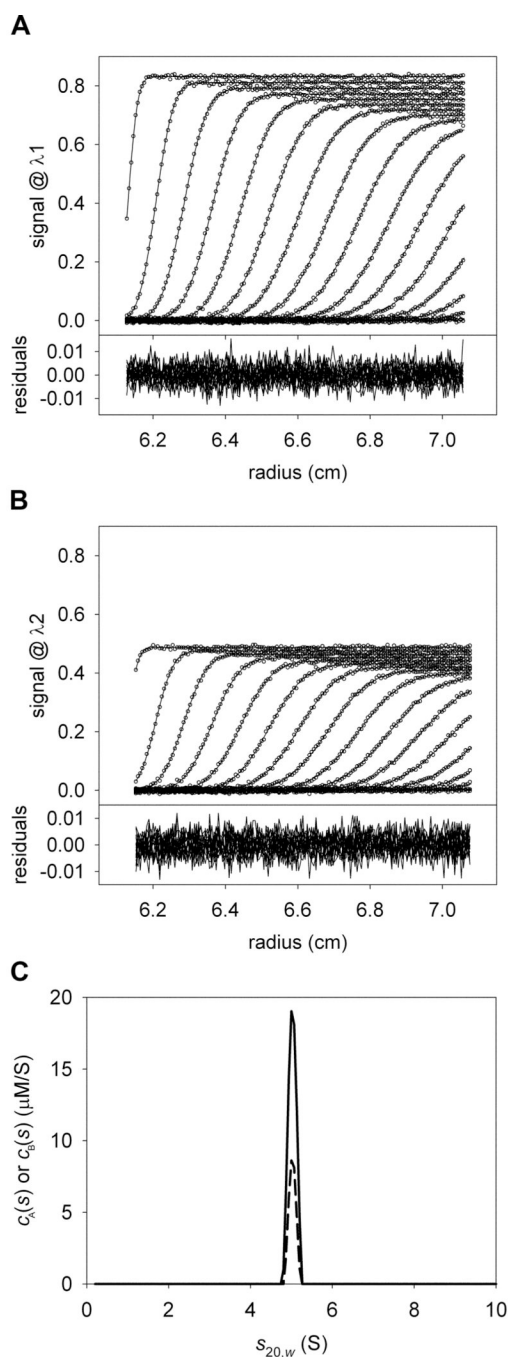 A
signal @ λ1
0.8
0.6
0.4
0.2
0.0
residuals
0.01
0.00
-0.01
6.2 6.4 6.6 6.8 7.0
radius (cm)
B
signal @ λ2
0.8
0.6
0.4
0.2
0.0
residuals
0.01
0.00
-0.01
6.2 6.4 6.6 6.8 7.0
radius (cm)
C
cA(s) or cB(s) (μM/S)
20
15
10
5
0
0 2 4 6 8 10
s20,w (S)